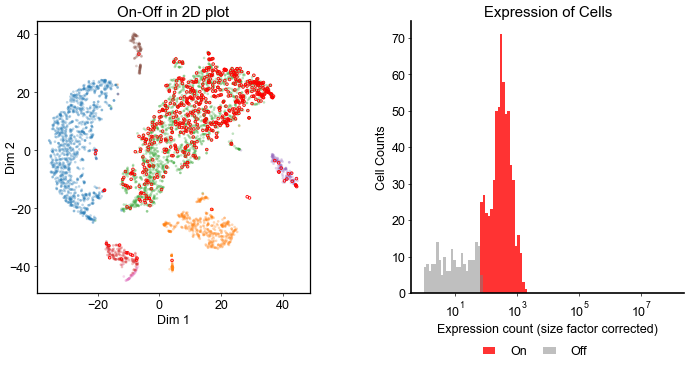 On-Off in 2D plot
40
20
0
−20
−40
Dim 2
−20
0
20
40
Dim 1
Expression of Cells
70
60
50
40
30
20
10
0
Cell Counts
10^1
10^3
10^5
10^7
Expression count (size factor corrected)
On
Off